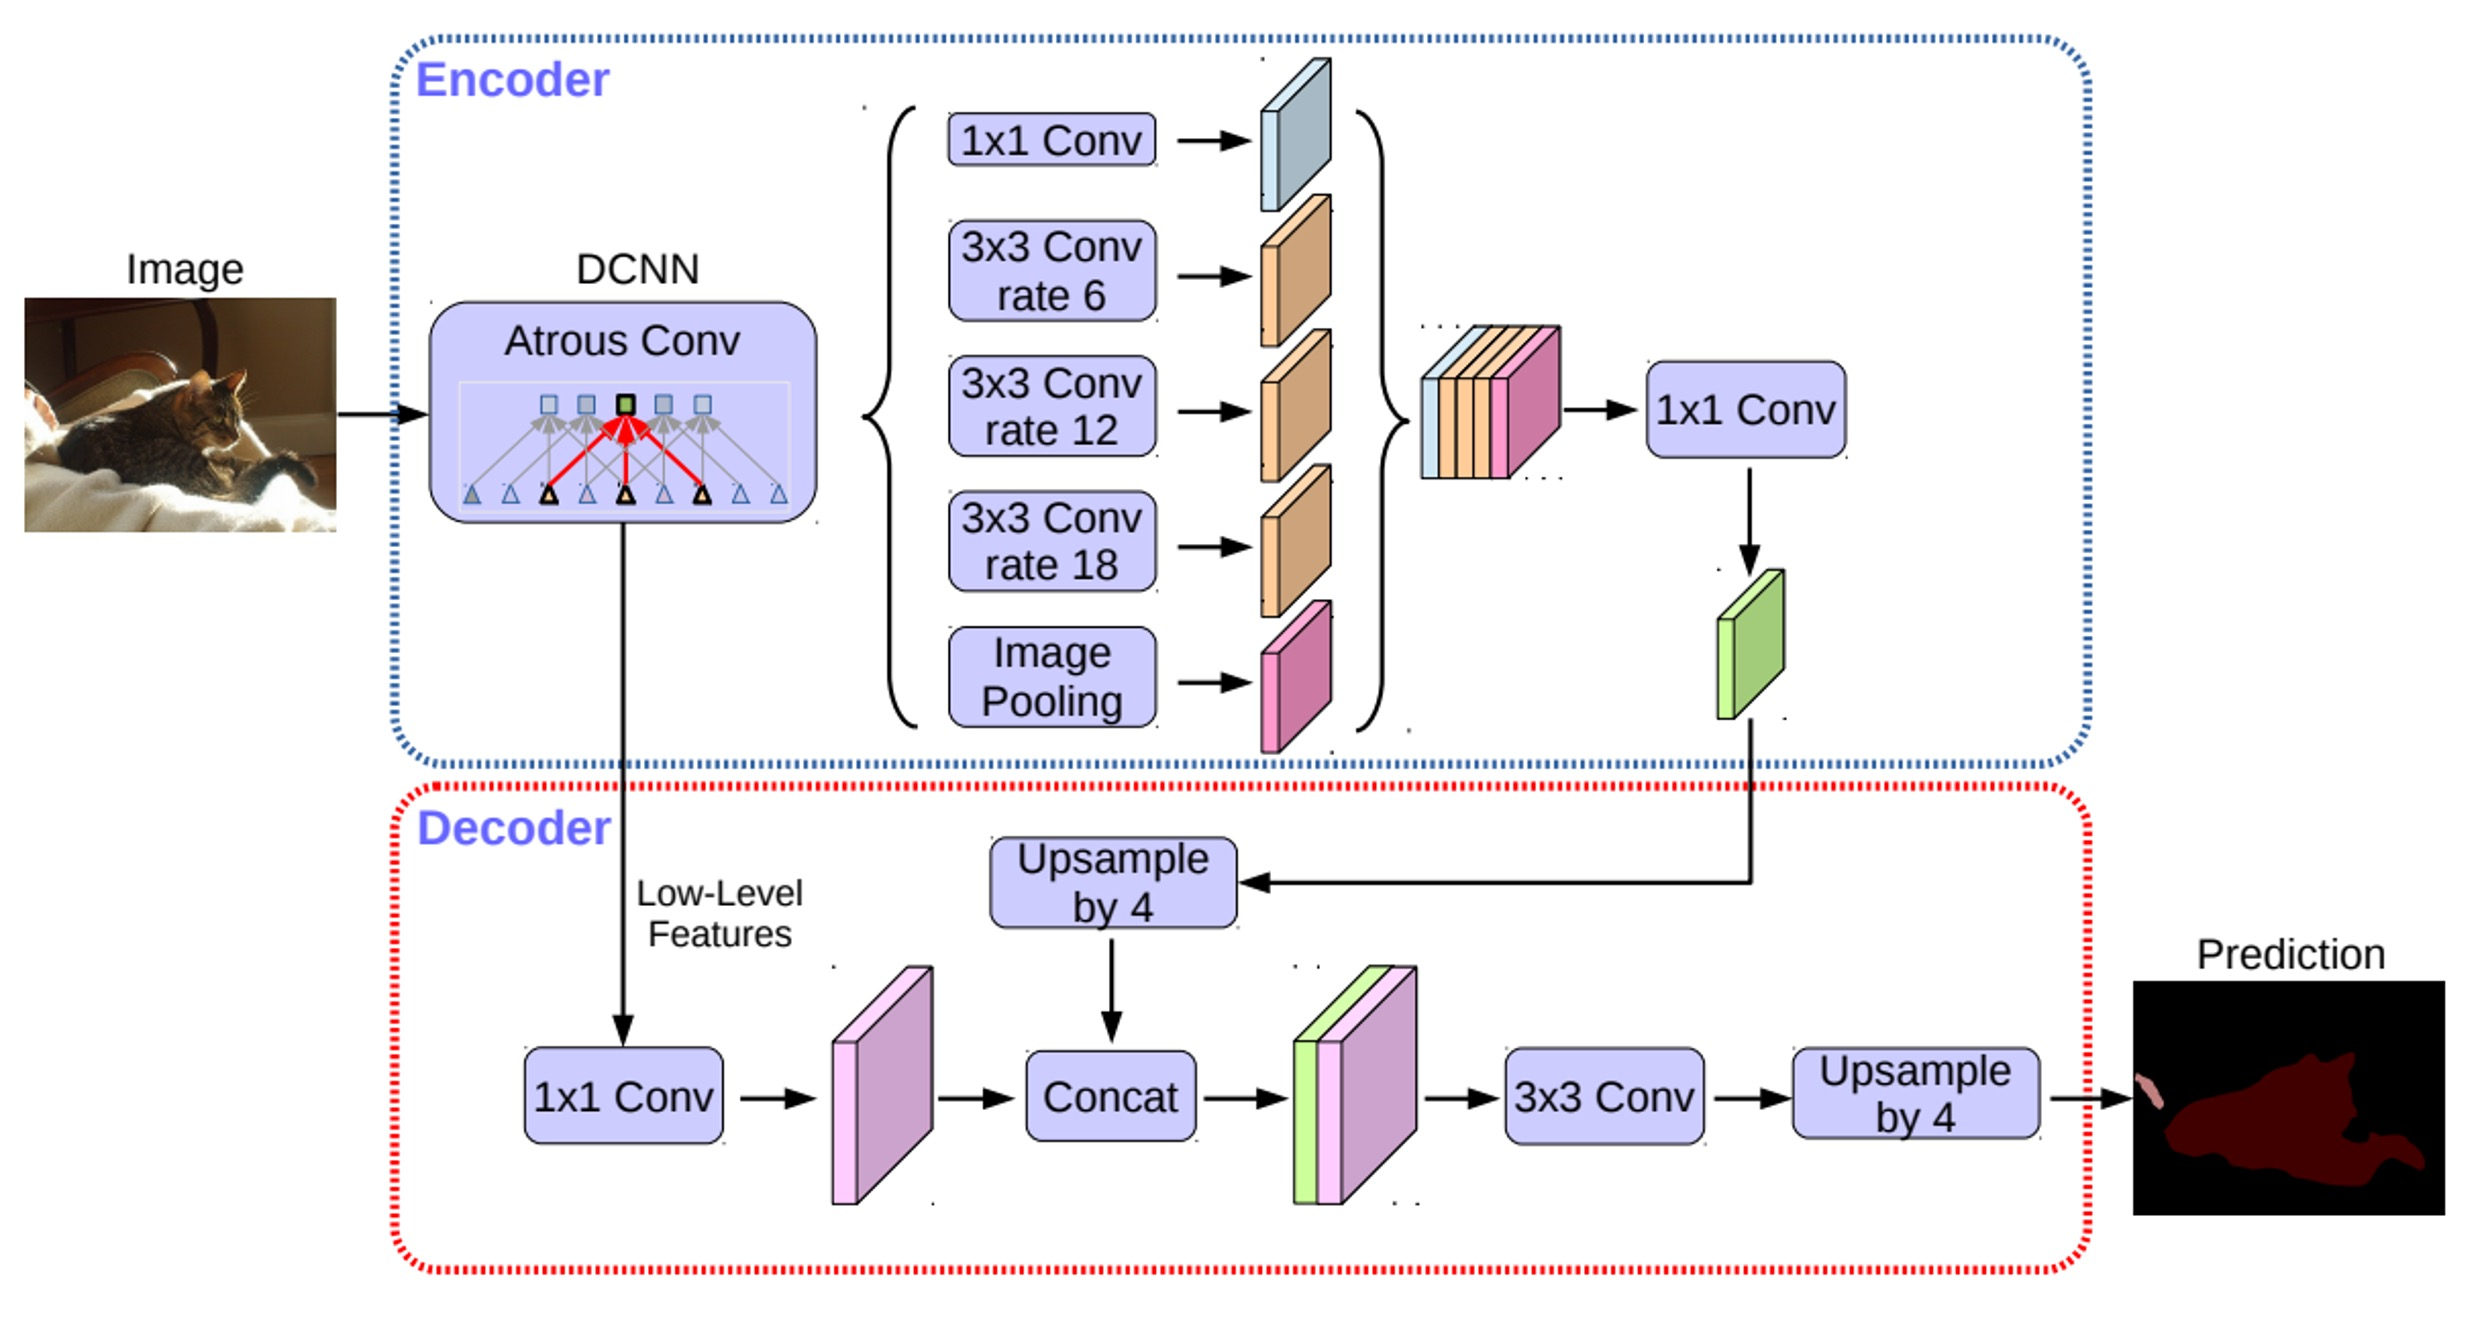 Encoder
Image
DCNN
Atrous Conv
1x1 Conv
3x3 Conv
rate 6
3x3 Conv
rate 12
3x3 Conv
rate 18
Image
Pooling
1x1 Conv
Decoder
Low-Level
Features
Upsample
by 4
1x1 Conv
Concat
3x3 Conv
Upsample
by 4
Prediction